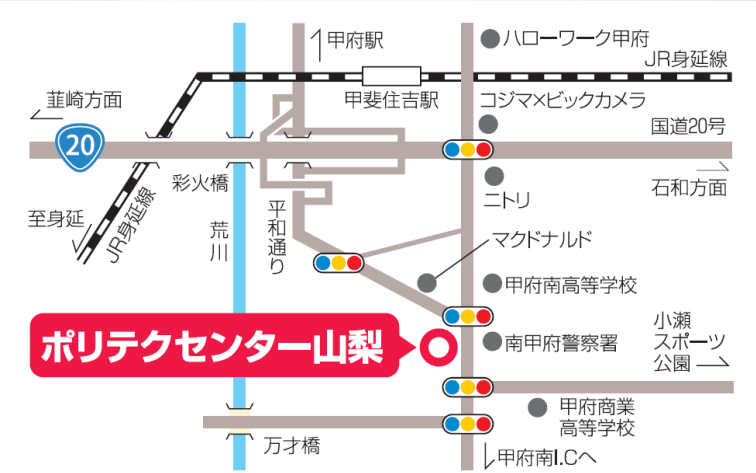 甲府駅
ハローワーク甲府
JR身延線
韮崎方面
甲斐住吉駅
コジマ×ビックカメラ
20
国道20号
彩火橋
石和方面
ニトリ
至身延
JR身延線
荒川
平和通り
マクドナルド
甲府南高等学校
ポリテクセンター山梨
南甲府警察署
小瀬
スポーツ
公園
甲府商業
高等学校
万才橋
甲府南I.Cへ